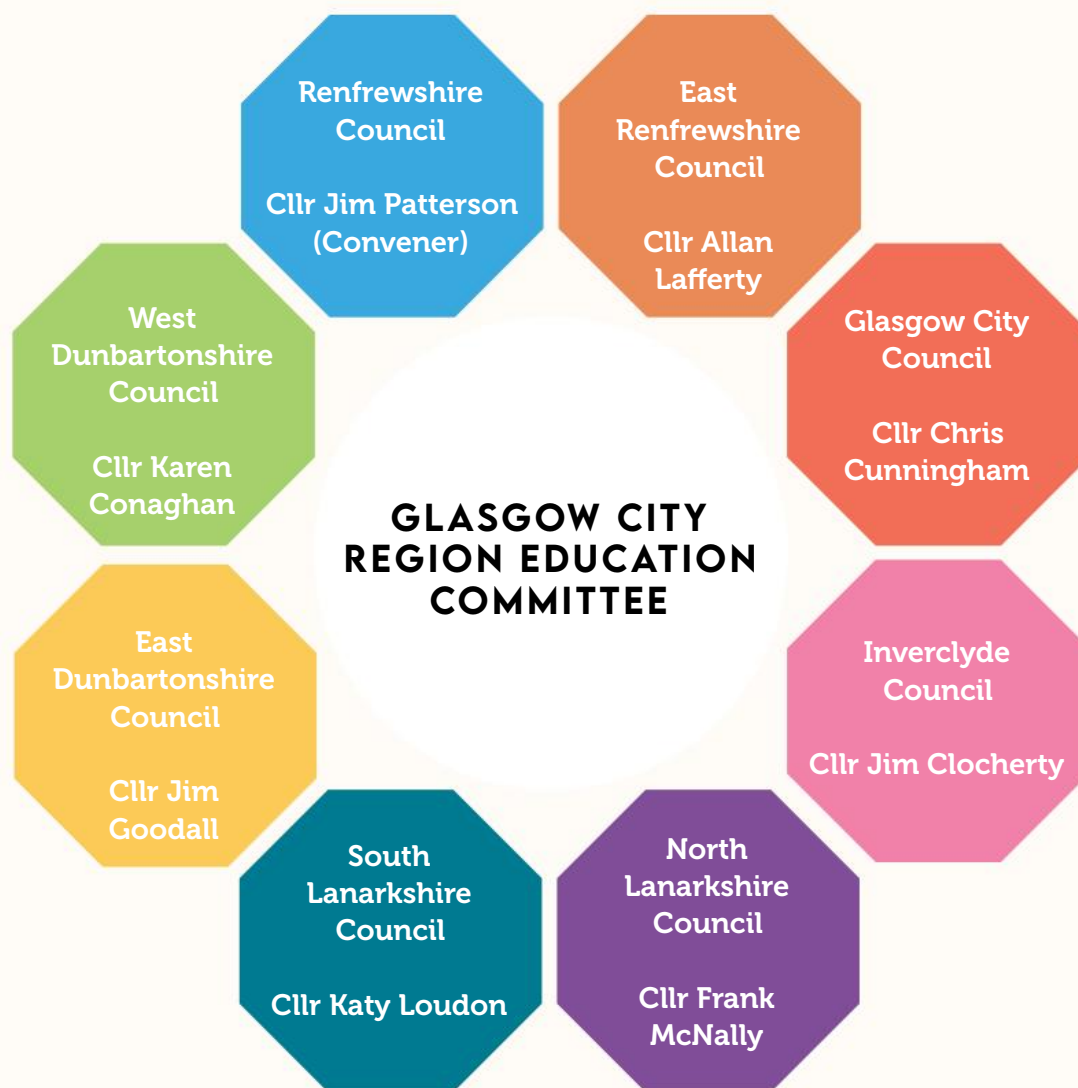 Renfrewshire
Council
Cllr Jim Patterson
(Convener)
East
Renfrewshire
Council
Cllr Allan
Lafferty
Glasgow City
Council
Cllr Chris
Cunningham
Inverclyde
Council
Cllr Jim Clocherty
North
Lanarkshire
Council
Cllr Frank
McNally
South
Lanarkshire
Council
Cllr Katy Loudon
East
Dunbartonshire
Council
Cllr Jim
Goodall
West
Dunbartonshire
Council
Cllr Karen
Conaghan
GLASGOW CITY
REGION EDUCATION
COMMITTEE